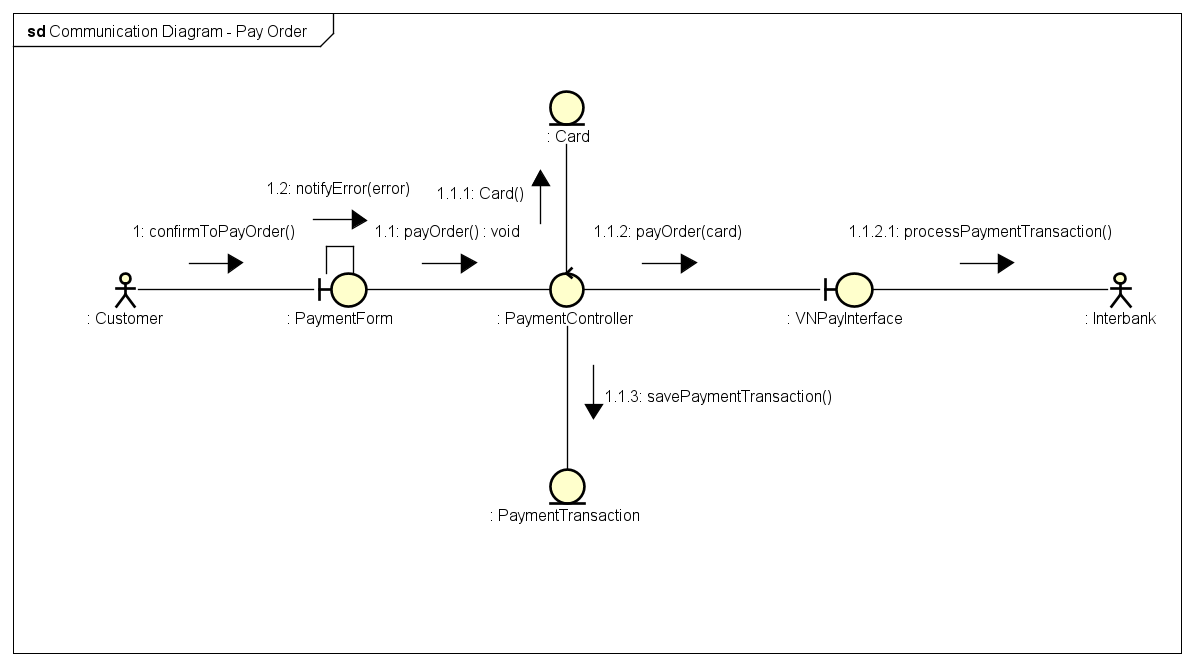 sd Communication Diagram - Pay Order
: Card
1.2: notifyError(error)
1.1.1: Card()
1: confirmToPayOrder()
1.1: payOrder() : void
1.1.2: payOrder(card)
1.1.2.1: processPaymentTransaction()
: Customer
: PaymentForm
: PaymentController
: VNPayInterface
: Interbank
1.1.3: savePaymentTransaction()
: PaymentTransaction